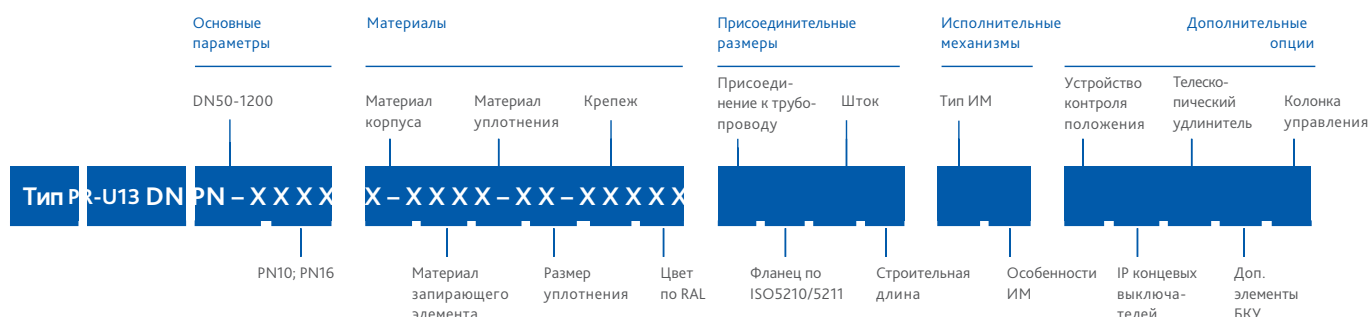 Основные параметры
Материалы
Присоединительные размеры
Исполнительные механизмы
Дополнительные опции
DN50-1200
Материал корпуса
Материал уплотнения
Крепеж
Присоеди-
нение к трубо-
проводу
Шток
Тип ИМ
Устройство контроля положения
Телеско-
пический
удлинитель
Колонка управления
Тип PR-U13 DN PN – X X X X X – X X X X – X X – X X X X X
PN10; PN16
Материал запирающего элемента
Размер уплотнения
Цвет по RAL
Фланец по ISO5210/5211
Строительная длина
Особенности ИМ
IP концевых
выключа-
телей
Доп. элементы БКУ